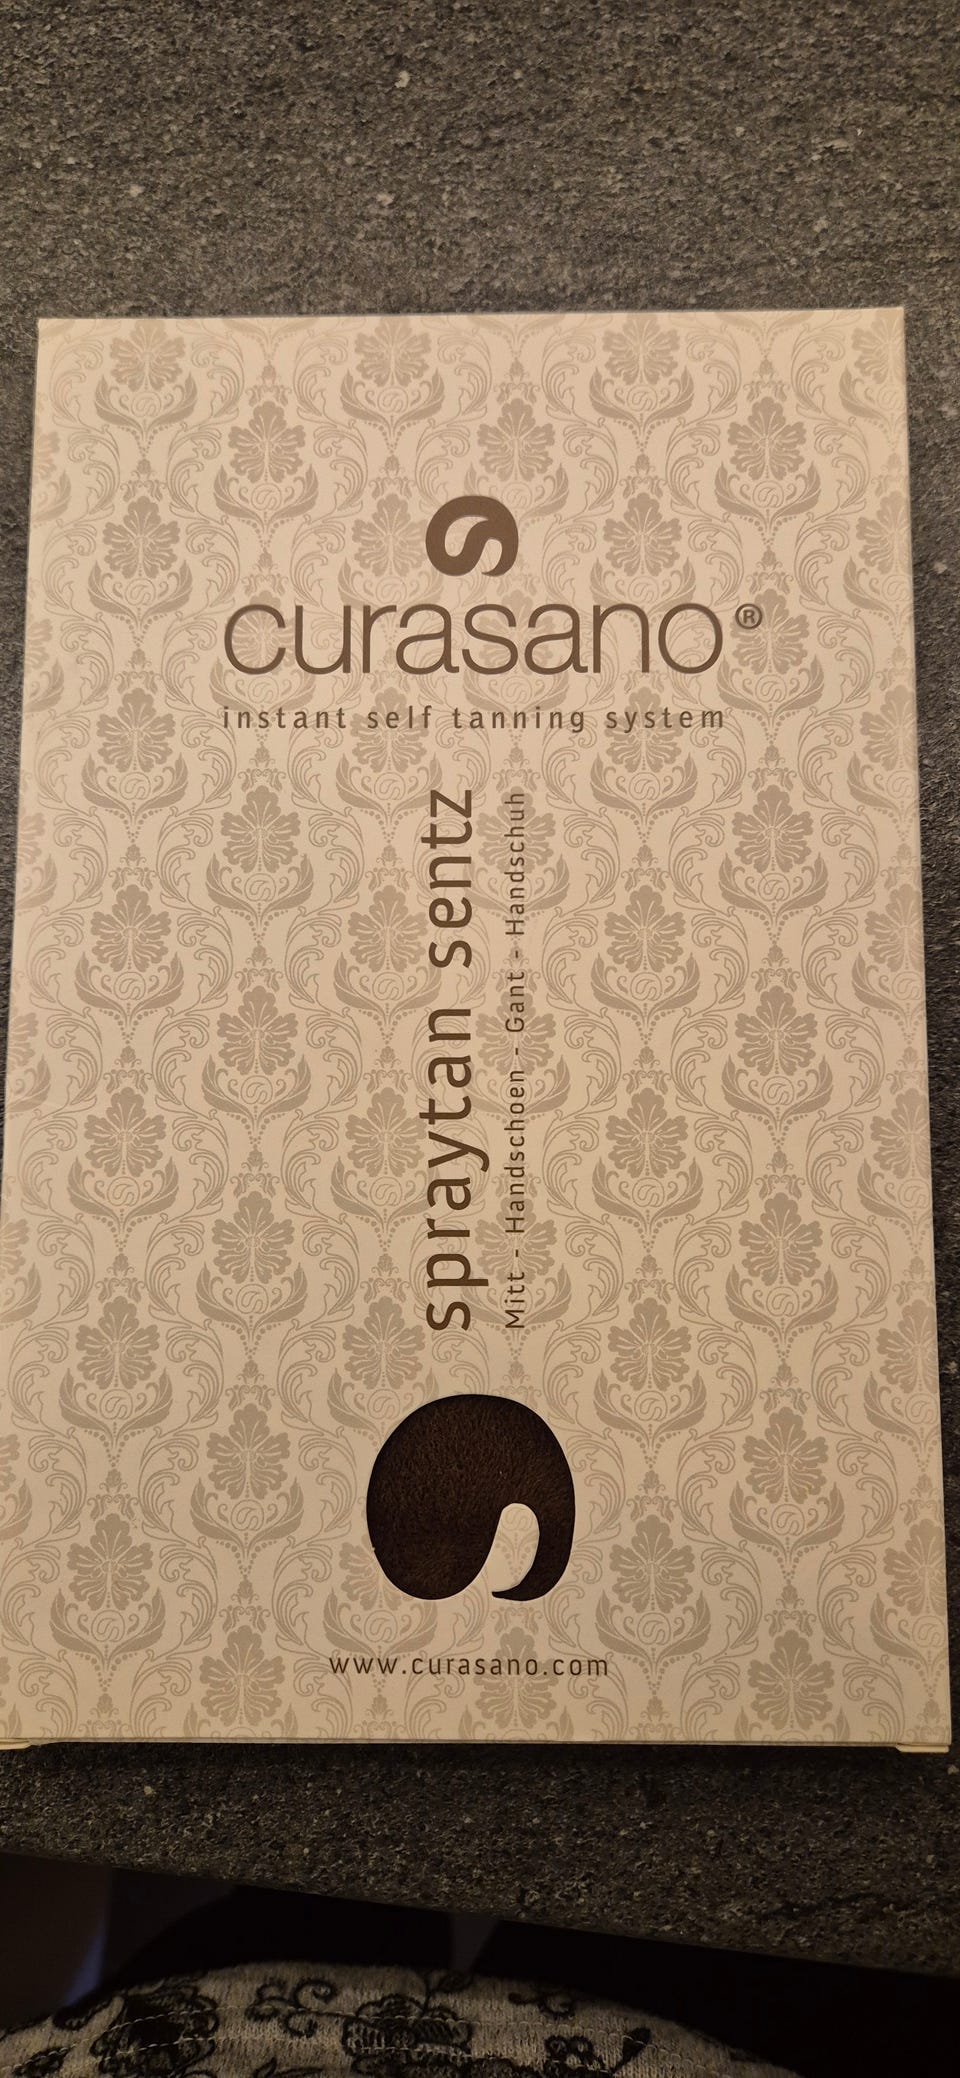 curasano®
instant self tanning system
spraytan sentz
Mitt - Handschoen - Gant - Handschuh
www.curasano.com